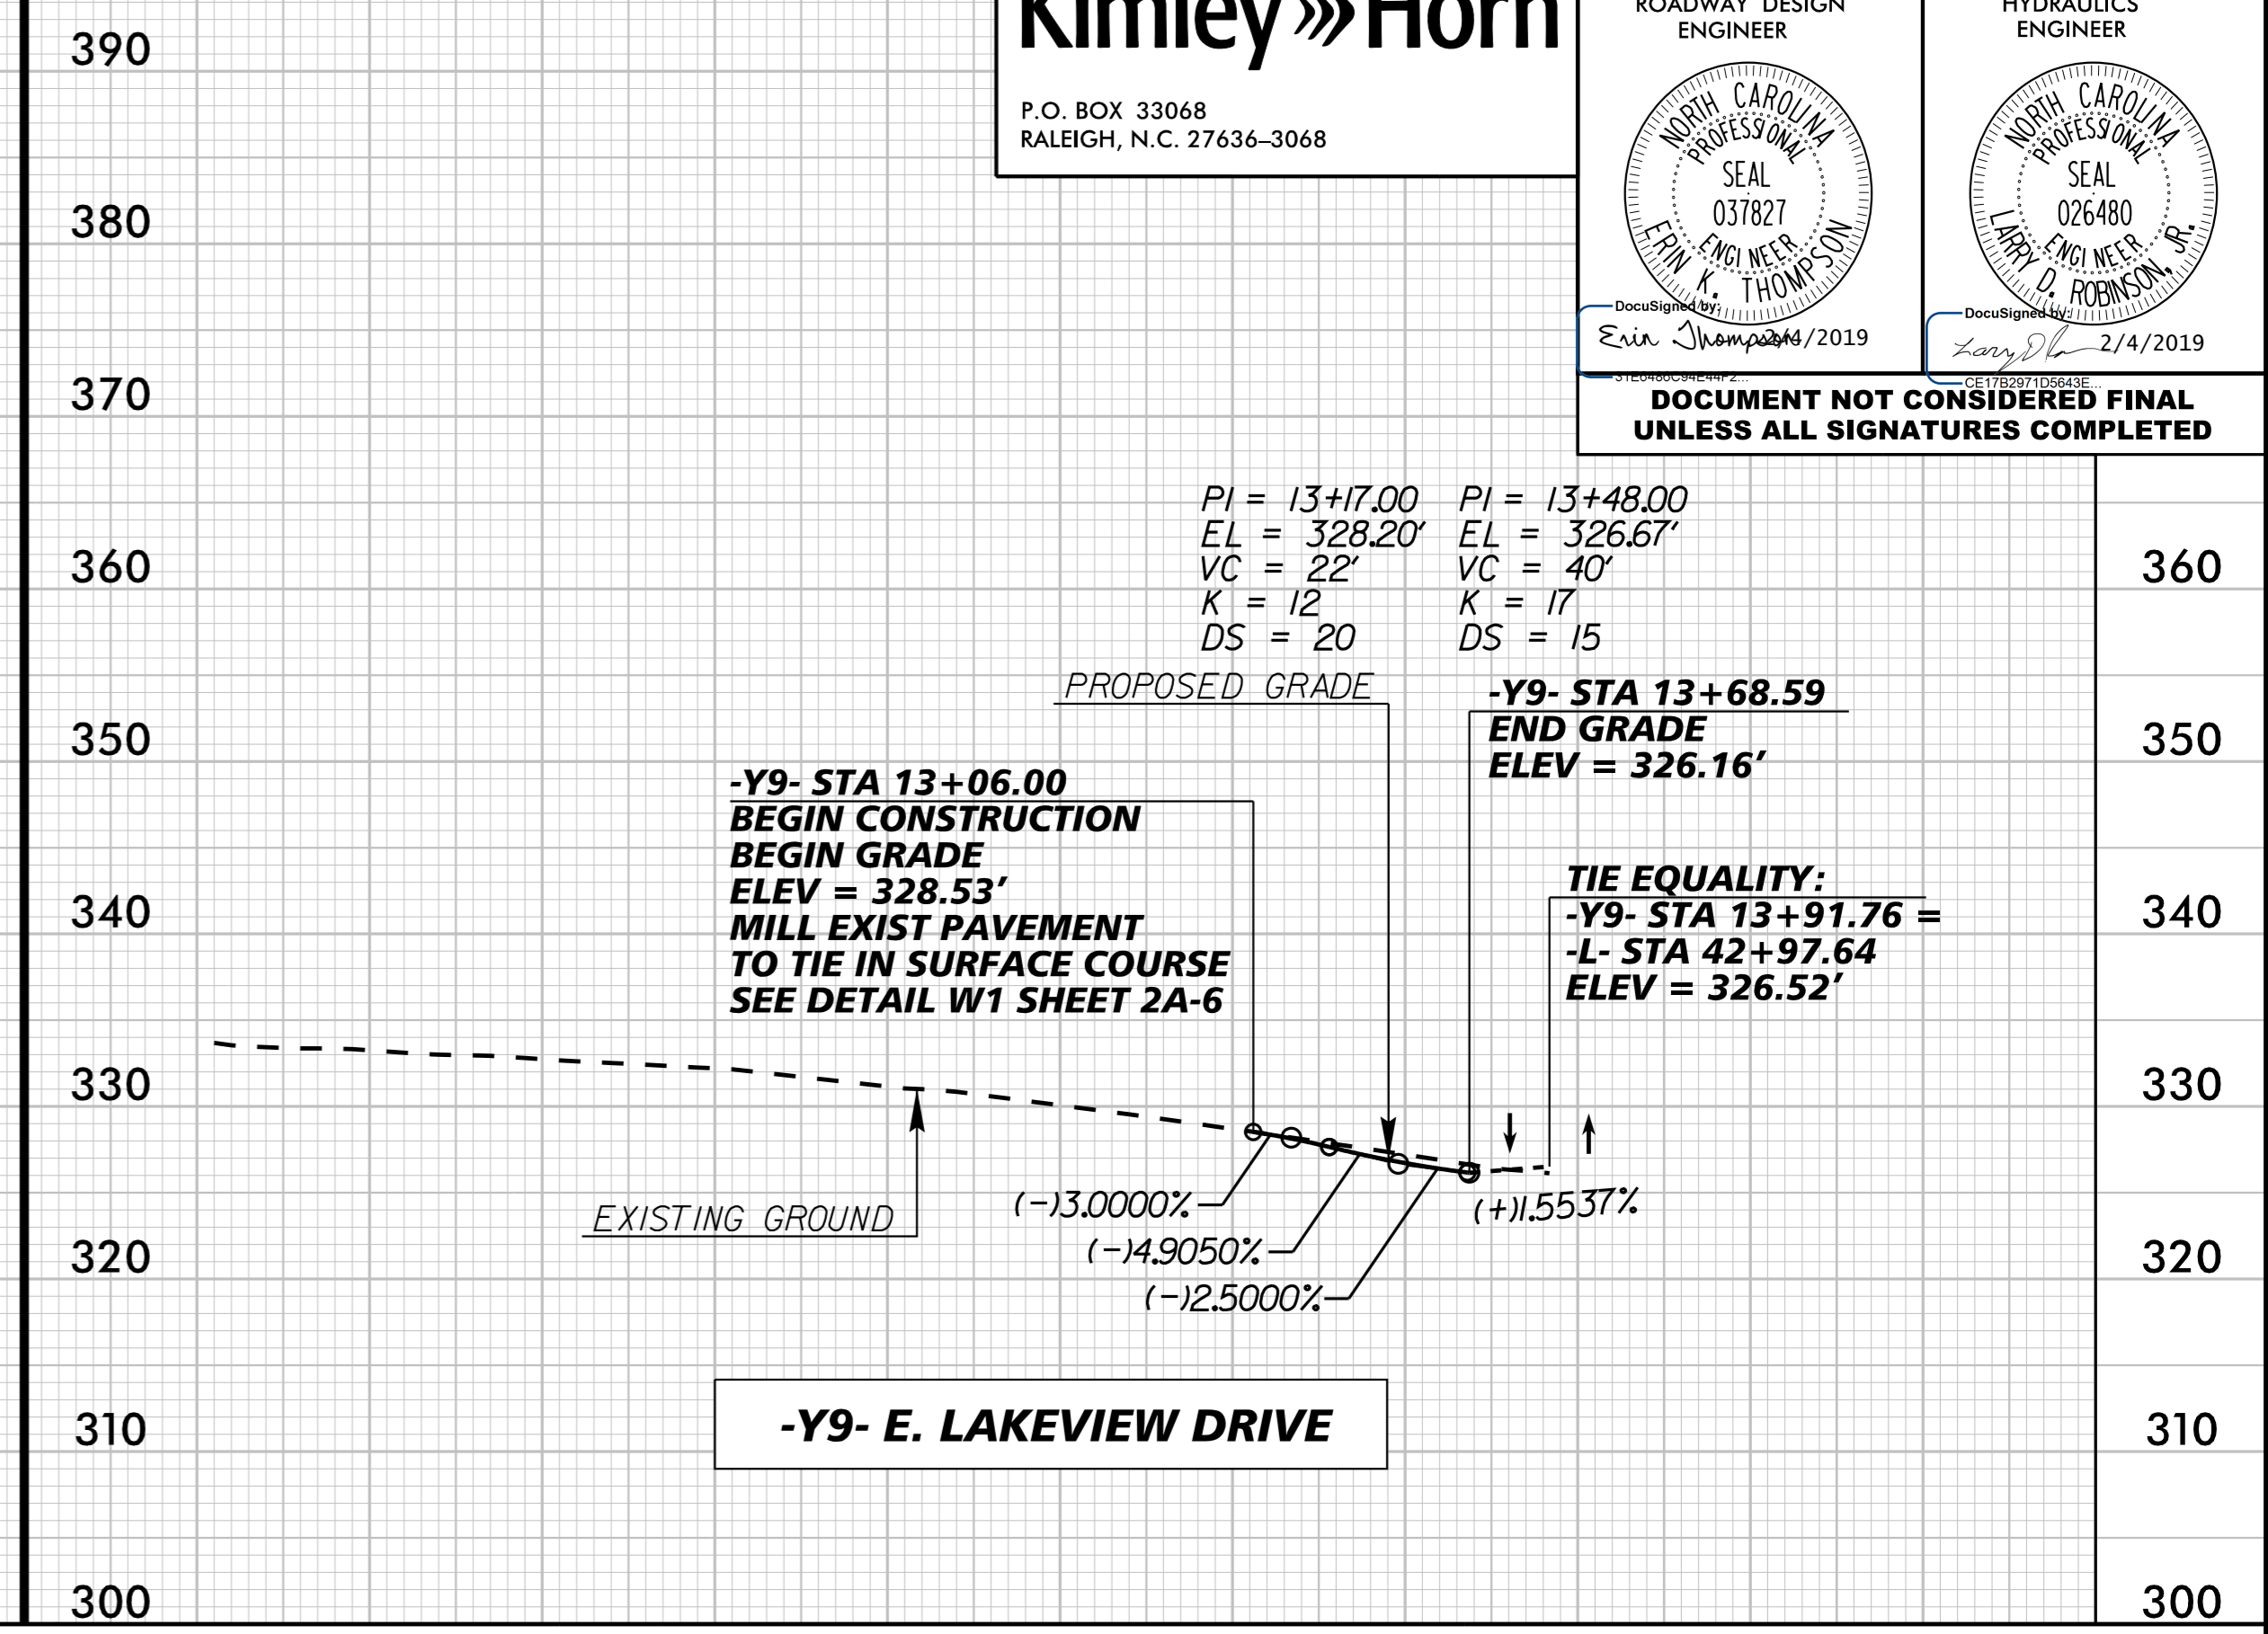 Kimley»)Horn
P.O. BOX 33068
RALEIGH, N.C. 27636–3068
ROADWAY DESIGN
ENGINEER
NORTH CAROLINA
PROFESSIONAL
SEAL
037827
ENGINEER
ERIN K. THOMPSON
DocuSigned by:
Erin Thompson 2/4/2019
31E6486C94E44F2...
HYDRAULICS
ENGINEER
NORTH CAROLINA
PROFESSIONAL
SEAL
026480
ENGINEER
LARRY D. ROBINSON, JR.
DocuSigned by:
2/4/2019
CE17B2971D5643E...
DOCUMENT NOT CONSIDERED FINAL
UNLESS ALL SIGNATURES COMPLETED
390
380
370
360
350
340
330
320
310
300
PI = 13+17.00
EL = 328.20'
VC = 22'
K = 12
DS = 20
PI = 13+48.00
EL = 326.67'
VC = 40'
K = 17
DS = 15
PROPOSED GRADE
-Y9- STA 13+68.59
END GRADE
ELEV = 326.16'
-Y9- STA 13+06.00
BEGIN CONSTRUCTION
BEGIN GRADE
ELEV = 328.53'
MILL EXIST PAVEMENT
TO TIE IN SURFACE COURSE
SEE DETAIL W1 SHEET 2A-6
TIE EQUALITY:
-Y9- STA 13+91.76 =
-L- STA 42+97.64
ELEV = 326.52'
EXISTING GROUND
(-)3.0000%
(-)4.9050%
(-)2.5000%
(+)1.5537%
-Y9- E. LAKEVIEW DRIVE
360
350
340
330
320
310
300